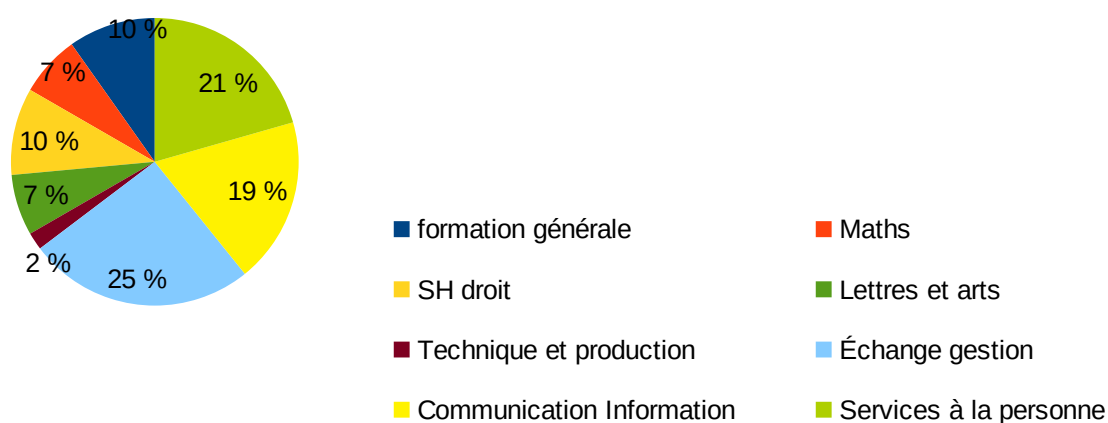 10 %
7 %
21 %
10 %
7 %
19 %
2 %
25 %
formation générale
Maths
SH droit
Lettres et arts
Technique et production
Échange gestion
Communication Information
Services à la personne